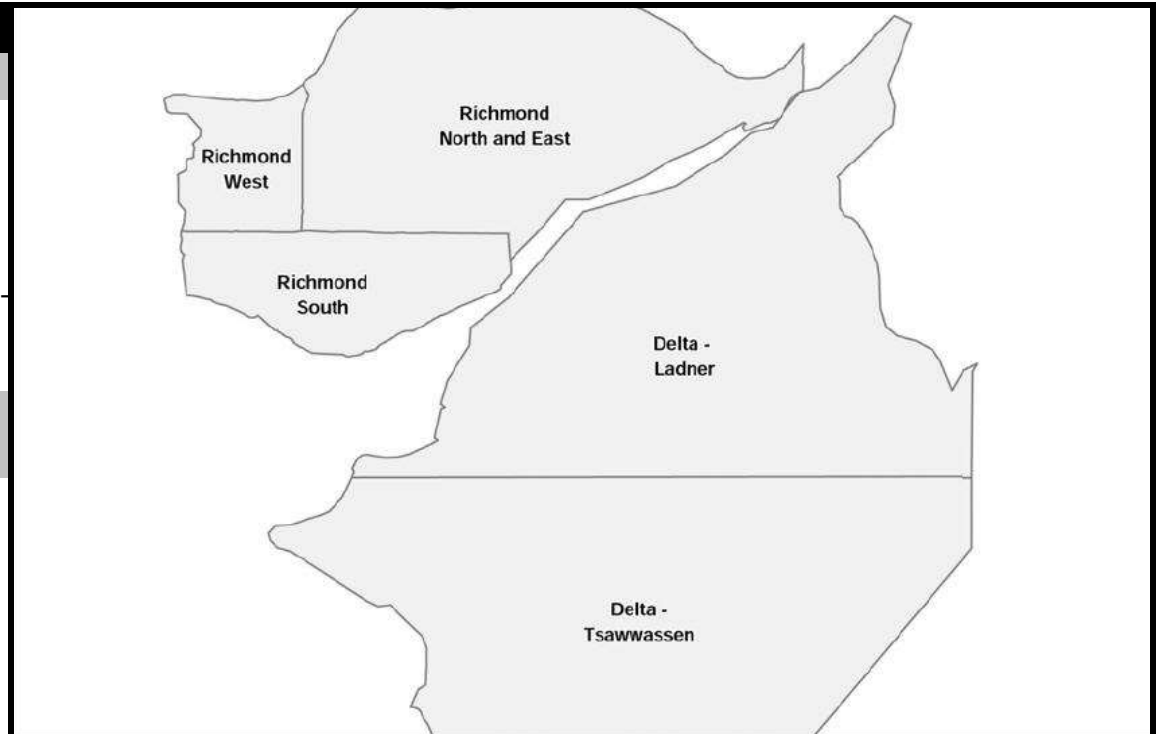 Richmond
North and East
Richmond
West
Richmond
South
Delta -
Ladner
Delta -
Tsawwassen